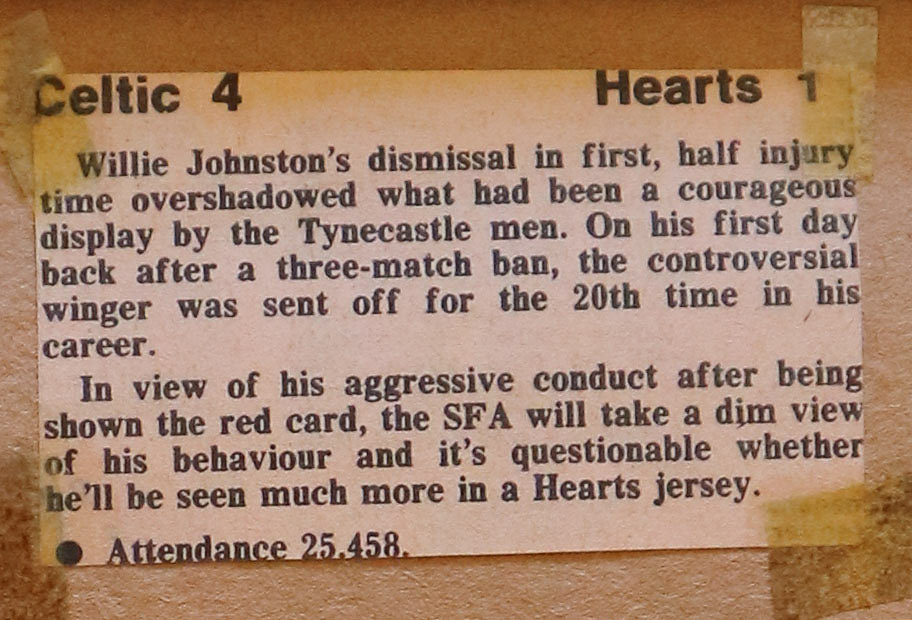 Celtic 4 Hearts 1
Willie Johnston's dismissal in first, half injury
time overshadowed what had been a courageous
display by the Tynecastle men. On his first day
back after a three-match ban, the controversial
winger was sent off for the 20th time in his
career.
In view of his aggressive conduct after being
shown the red card, the SFA will take a dim view
of his behaviour and it's questionable whether
he'll be seen much more in a Hearts jersey.
● Attendance 25,458.